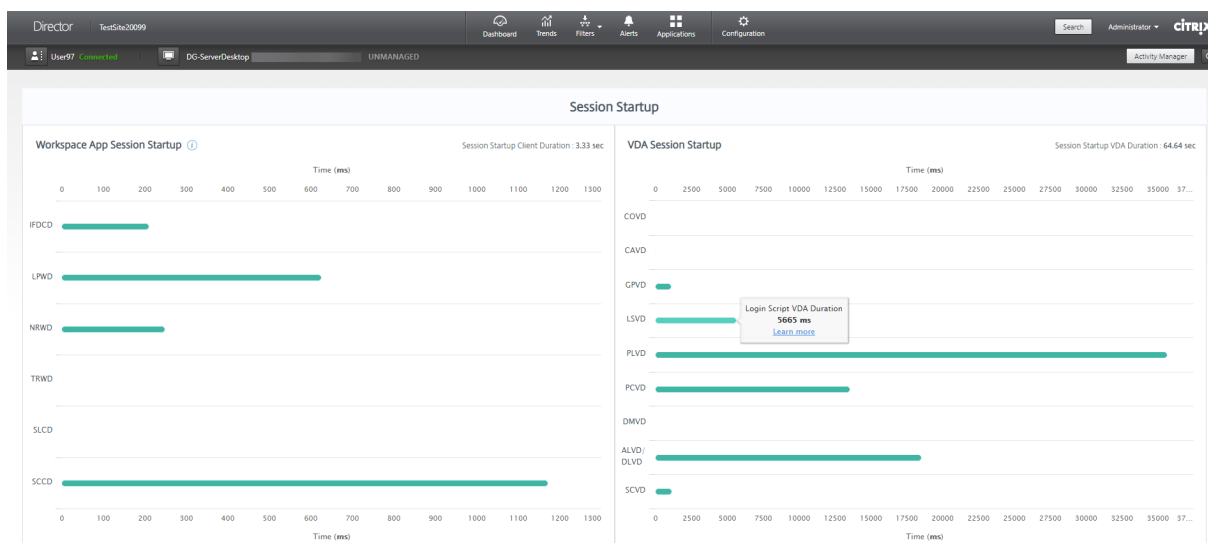 Director TestSite20099 Dashboard Trends Filters Alerts Applications Configuration Search Administrator CİTRIX
User97 Connected DG-ServerDesktop UNMANAGED Activity Manager
Session Startup
Workspace App Session Startup Session Startup Client Duration : 3.33 sec
Time (ms)
0 100 200 300 400 500 600 700 800 900 1000 1100 1200 1300
IFDCD
LPWD
NRWD
TRWD
SLCD
SCCD
0 100 200 300 400 500 600 700 800 900 1000 1100 1200 1300
Time (ms)
VDA Session Startup Session Startup VDA Duration : 64.64 sec
Time (ms)
0 2500 5000 7500 10000 12500 15000 17500 20000 22500 25000 27500 30000 32500 35000 37...
COVD
CAVD
GPVD
Login Script VDA Duration
LSVD 5665 ms
Learn more
PLVD
PCVD
DMVD
ALVD/
DLVD
SCVD
0 2500 5000 7500 10000 12500 15000 17500 20000 22500 25000 27500 30000 32500 35000 37...
Time (ms)